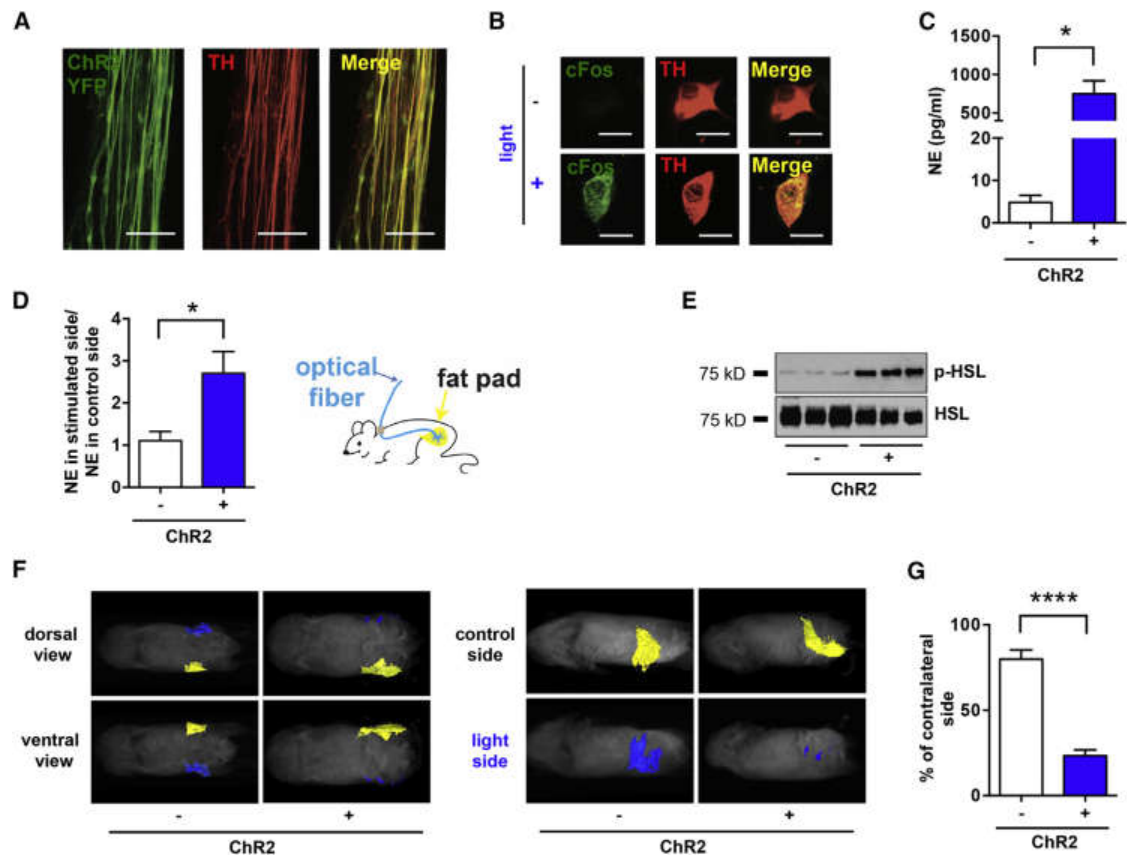 A
ChR2
YFP
TH
Merge
B
light
-
+
cFos
TH
Merge
cFos
TH
Merge
C
NE (pg/ml)
1500
1000
500
20
10
0
*
- +
ChR2
D
NE in stimulated side/
NE in control side
4
3
2
1
0
*
- +
ChR2
optical
fiber
fat pad
E
75 kD
p-HSL
75 kD
HSL
- +
ChR2
F
dorsal
view
ventral
view
- +
ChR2
control
side
light
side
- +
ChR2
G
% of contralateral
side
100
50
0
****
- +
ChR2